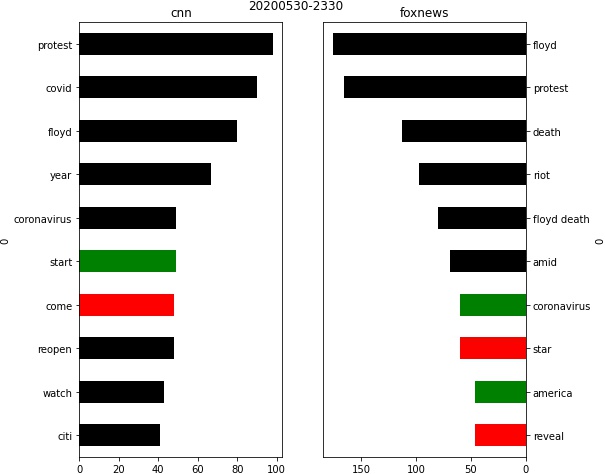 20200530-2330
cnn
foxnews
protest
covid
floyd
year
coronavirus
start
come
reopen
watch
citi
0
0 20 40 60 80 100
floyd
protest
death
riot
floyd death
amid
coronavirus
star
america
reveal
0
150 100 50 0